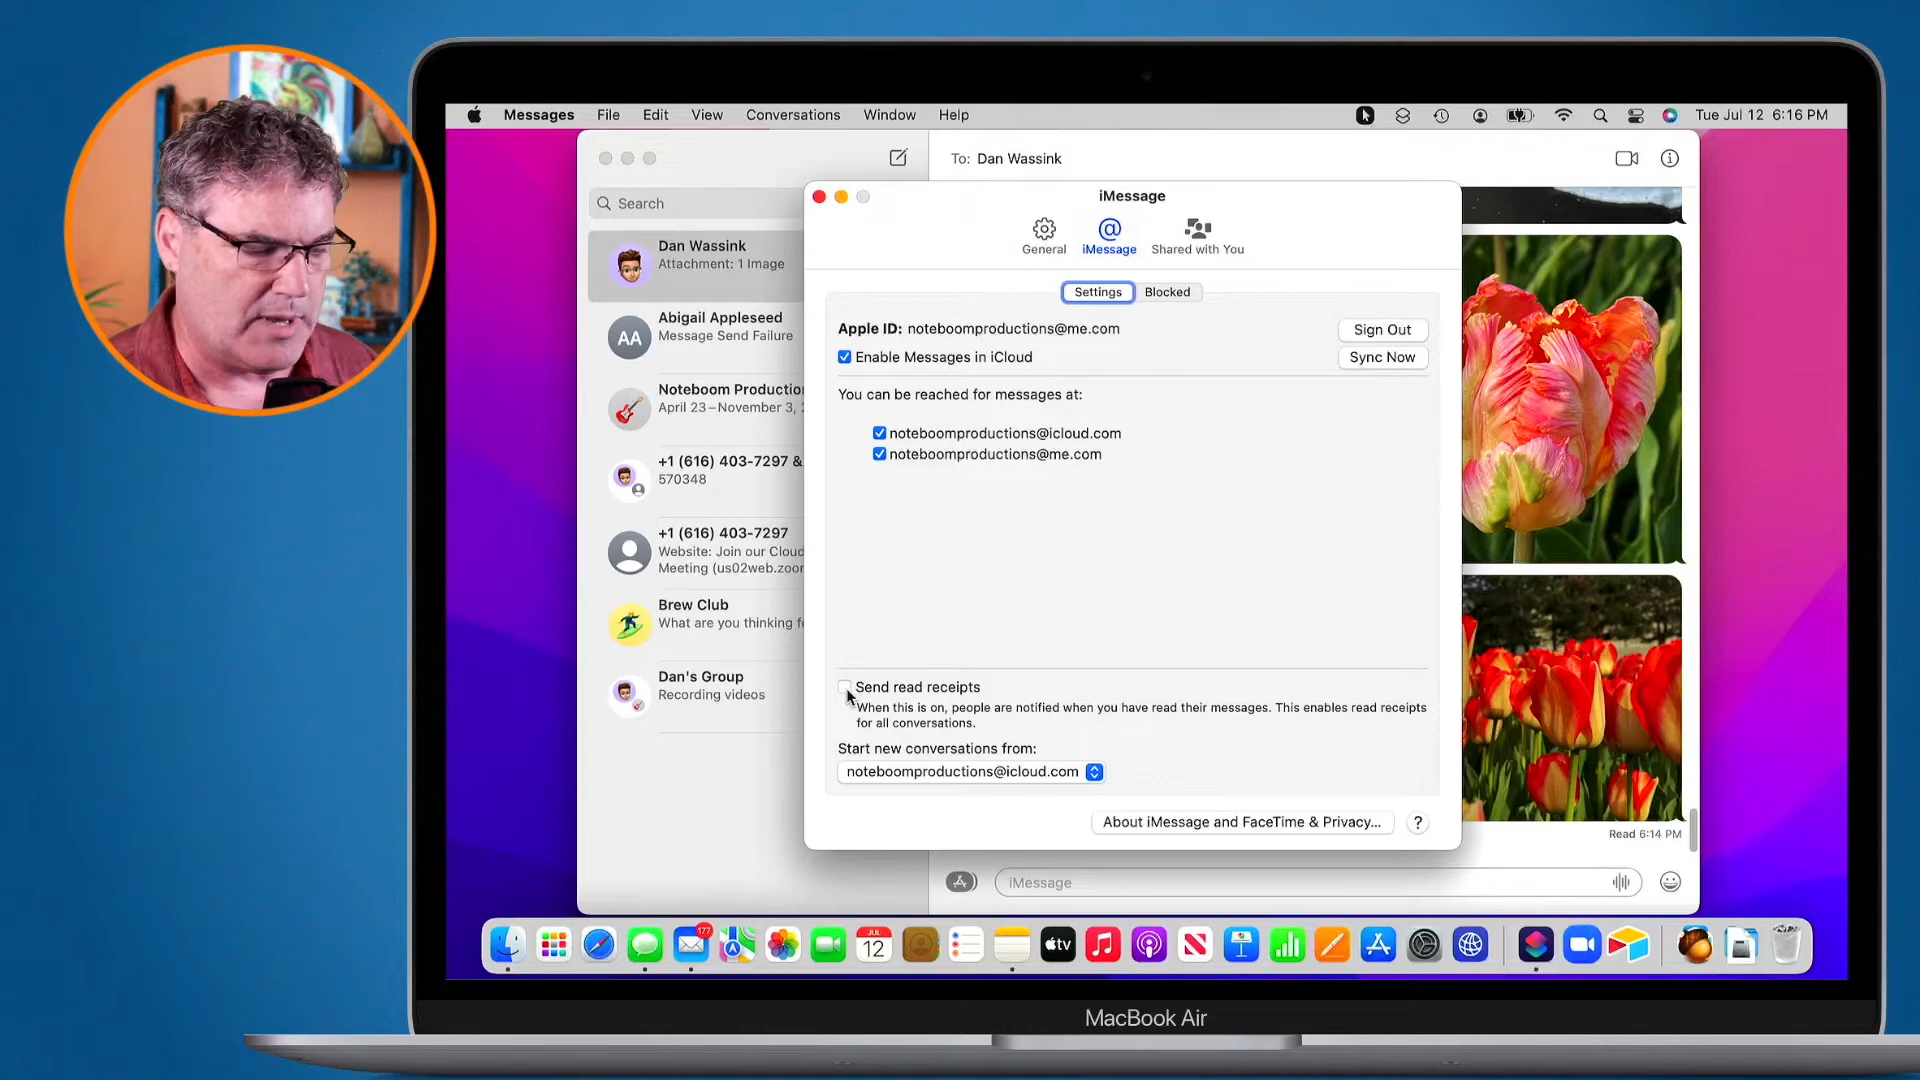 Messages File Edit View Conversations Window Help Tue Jul 12 6:16 PM
To: Dan Wassink
iMessage
Search
General iMessage Shared with You
Dan Wassink
Attachment: 1 Image
Settings Blocked
Abigail Appleseed
Message Send Failure
AA
Apple ID: noteboomproductions@me.com Sign Out
Enable Messages in iCloud Sync Now
Noteboom Production
April 23 – November 3, 2
You can be reached for messages at:
noteboomproductions@icloud.com
noteboomproductions@me.com
+1 (616) 403-7297 &
570348
+1 (616) 403-7297
Website: Join our Cloud
Meeting (us02web.zoom
Brew Club
What are you thinking fo
Dan's Group
Recording videos
Send read receipts
When this is on, people are notified when you have read their messages. This enables read receipts
for all conversations.
Start new conversations from:
noteboomproductions@icloud.com
About iMessage and FaceTime & Privacy... ?
Read 6:14 PM
iMessage
177
JUL
12
tv
MacBook Air